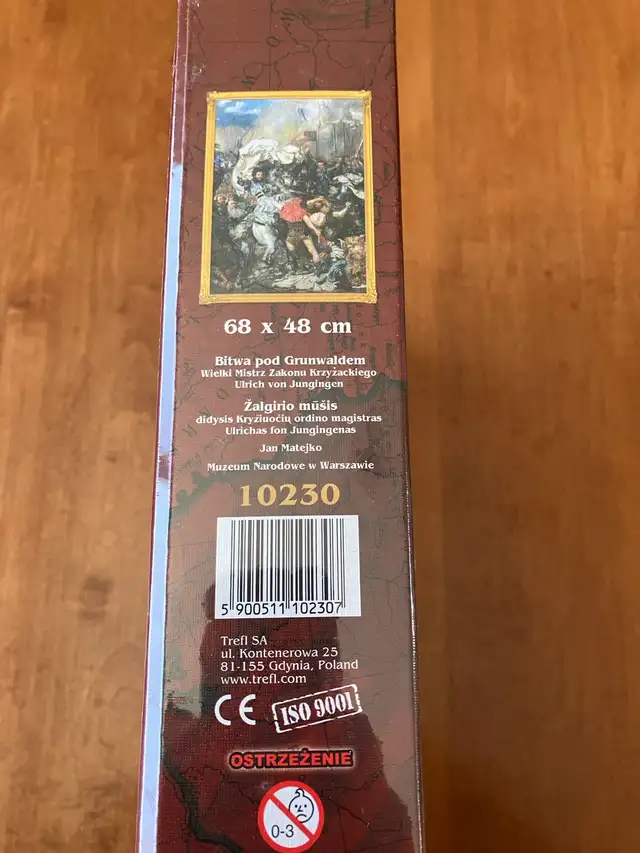 68 x 48 cm
Bitwa pod Grunwaldem
Wielki Mistrz Zakonu Krzyżackiego
Ulrich von Jungingen
Žalgirio mūšis
didysis Kryžiuočių ordino magistras
Ulrichas fon Jungingenas
Jan Matejko
Muzeum Narodowe w Warszawie
10230
5 900511 102307
Trefl SA
ul. Kontenerowa 25
81-155 Gdynia, Poland
www.trefl.com
CE ISO 9001
OSTRZEŻENIE
0-3